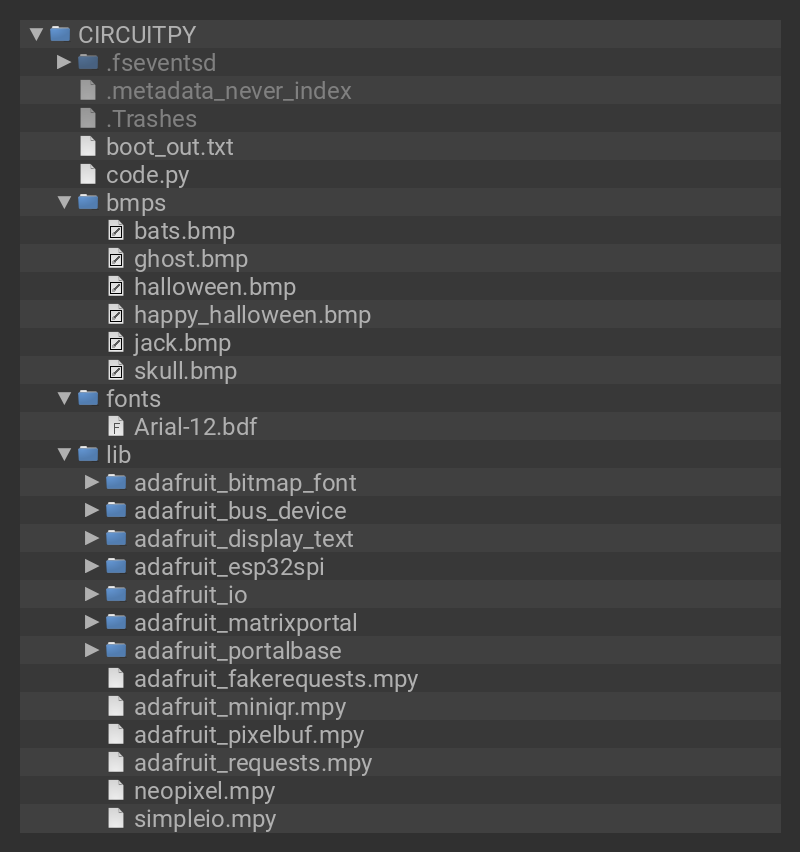 CIRCUITPY
.fseventsd
.metadata_never_index
.Trashes
boot_out.txt
code.py
bmps
bats.bmp
ghost.bmp
halloween.bmp
happy_halloween.bmp
jack.bmp
skull.bmp
fonts
Arial-12.bdf
lib
adafruit_bitmap_font
adafruit_bus_device
adafruit_display_text
adafruit_esp32spi
adafruit_io
adafruit_matrixportal
adafruit_portalbase
adafruit_fakerequests.mpy
adafruit_miniqr.mpy
adafruit_pixelbuf.mpy
adafruit_requests.mpy
neopixel.mpy
simpleio.mpy